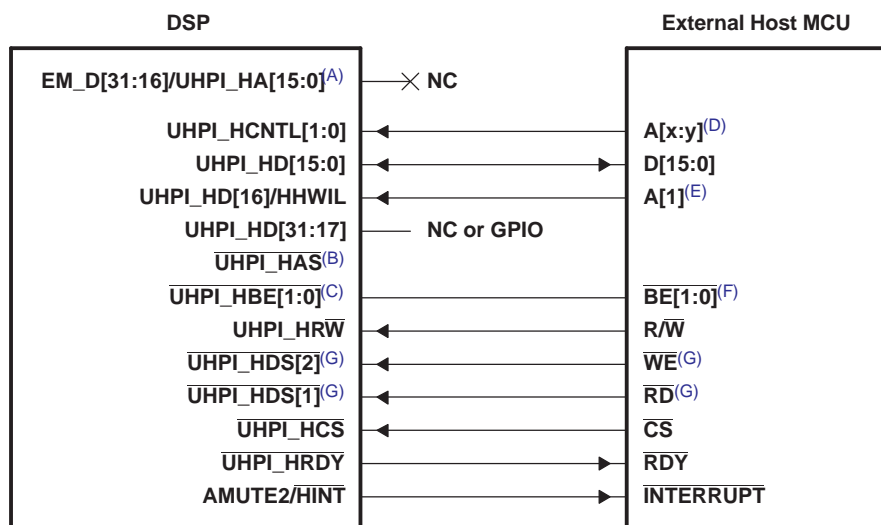 DSP External Host MCU
EM_D[31:16]/UHPI_HA[15:0](A) NC
UHPI_HCNTL[1:0] A[x:y](D)
UHPI_HD[15:0] D[15:0]
UHPI_HD[16]/HHWIL A[1](E)
UHPI_HD[31:17] NC or GPIO
UHPI_HAS(B)
UHPI_HBE[1:0](C) BE[1:0](F)
UHPI_HRW R/W
UHPI_HDS[2](G) WE(G)
UHPI_HDS[1](G) RD(G)
UHPI_HCS CS
UHPI_HRDY RDY
AMUTE2/HINT INTERRUPT